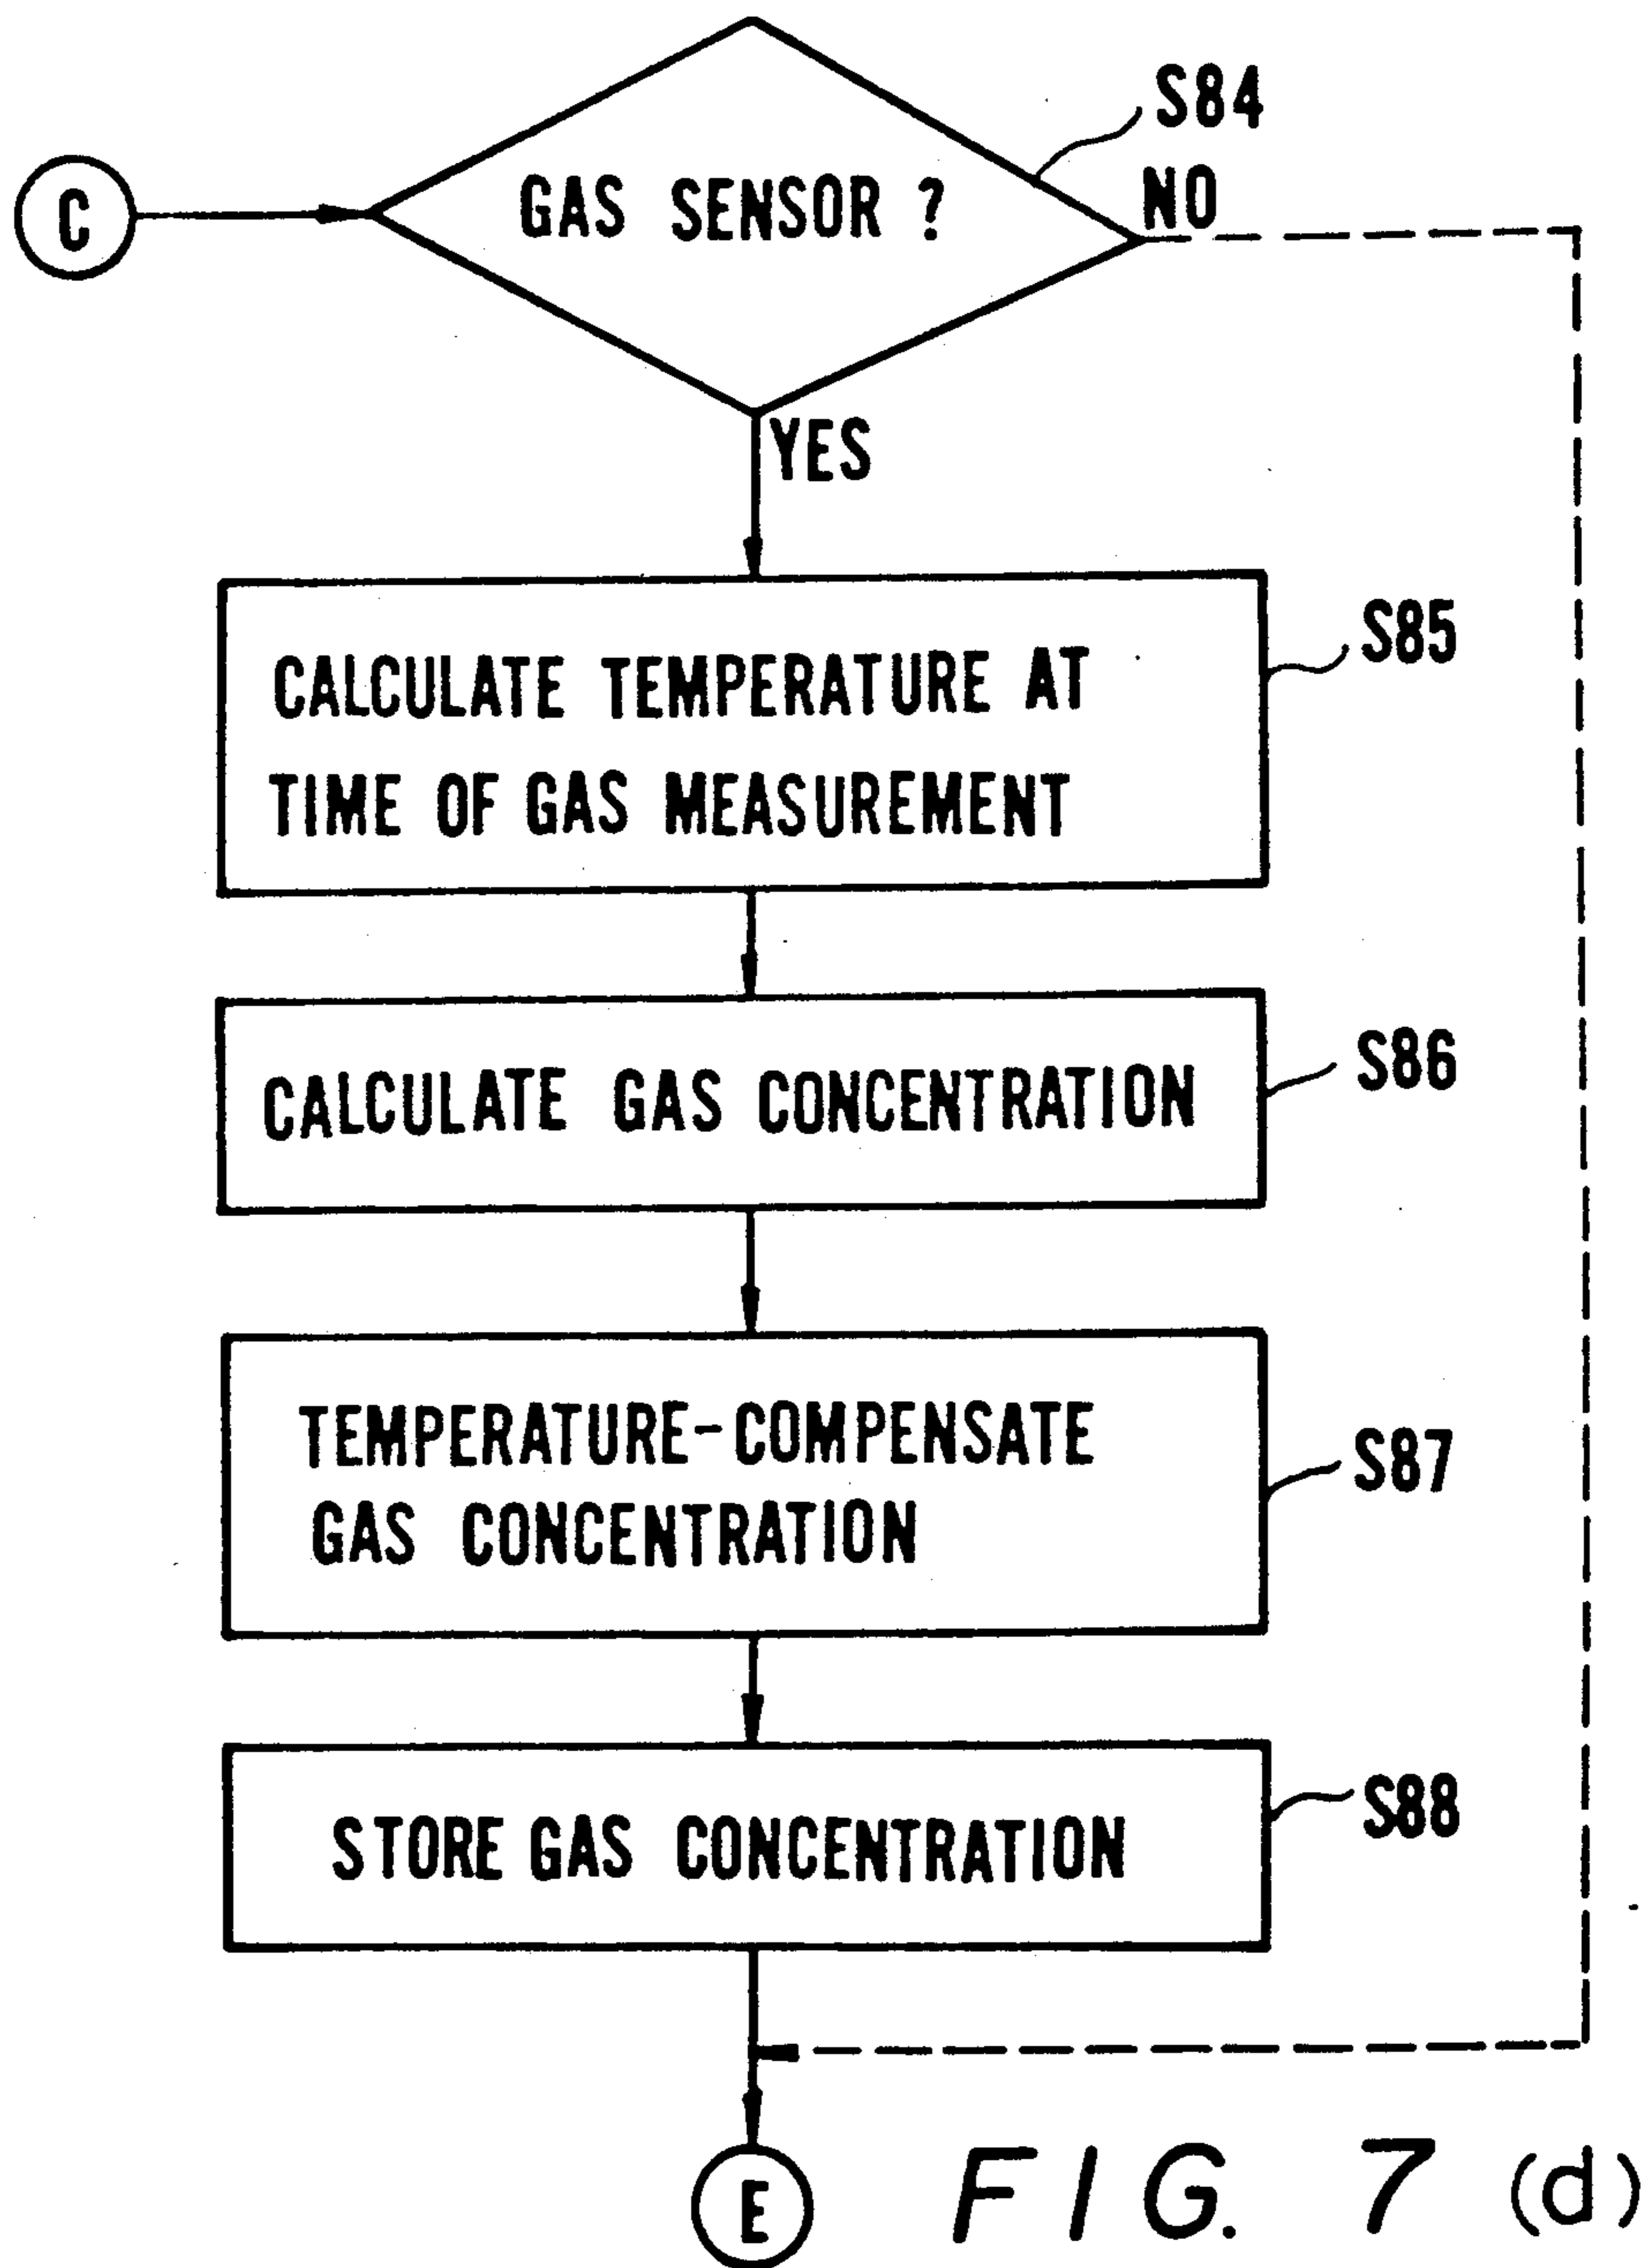 S84
C
GAS SENSOR ?
NO
YES
S85
CALCULATE TEMPERATURE AT
TIME OF GAS MEASUREMENT
S86
CALCULATE GAS CONCENTRATION
S87
TEMPERATURE-COMPENSATE
GAS CONCENTRATION
S88
STORE GAS CONCENTRATION
E
FIG. 7 (d)